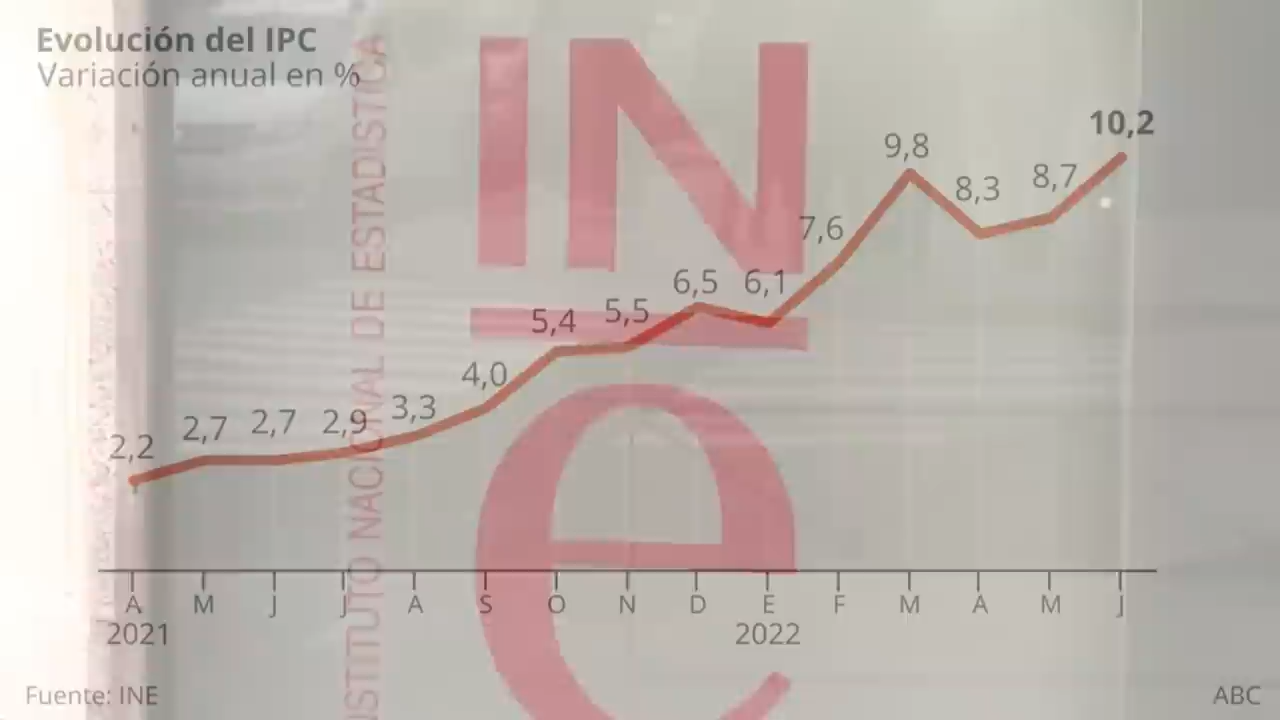 Evolución del IPC
Variación anual en %
INSTITUTO NACIONAL DE ESTADISTICA
INe
2,2
2,7
2,7
2,9
3,3
4,0
5,4
5,5
6,5
6,1
7,6
9,8
8,3
8,7
10,2
A M J J A S O N D E F M A M J
2021 2022
Fuente: INE
ABC